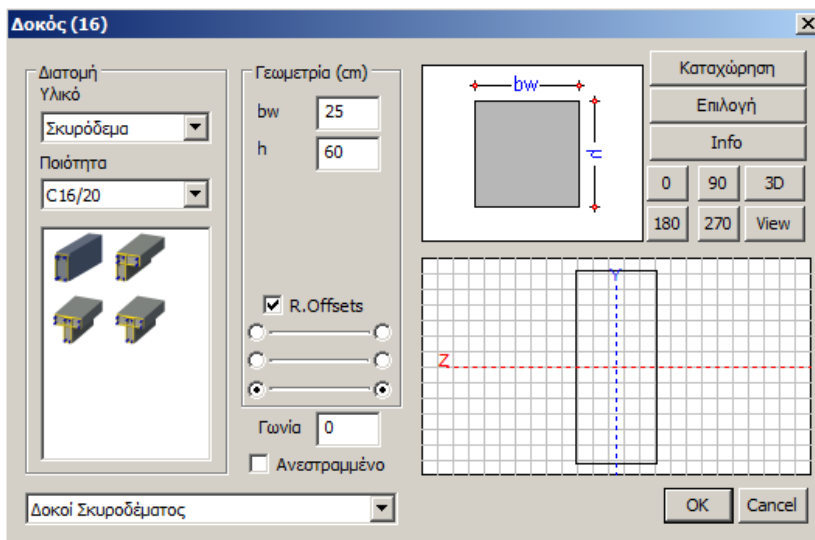 Δοκός (16)
Διατομή
Υλικό
Σκυρόδεμα
Ποιότητα
C16/20
Γεωμετρία (cm)
bw 25
h 60
R.Offsets
Γωνία 0
Ανεστραμμένο
Δοκοί Σκυροδέματος
bw
h
Καταχώρηση
Επιλογή
Info
0 90 3D
180 270 View
Y
Z
OK Cancel